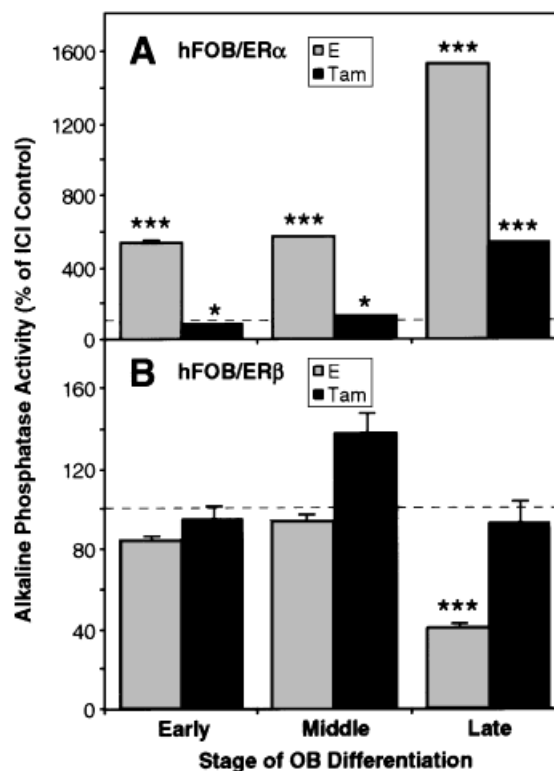 Alkaline Phosphatase Activity (% of ICI Control)
A hFOB/ERα
E
Tam
1600
1200
800
400
0
***
*
***
*
***
***
B hFOB/ERβ
E
Tam
160
120
80
40
0
***
Early Middle Late
Stage of OB Differentiation